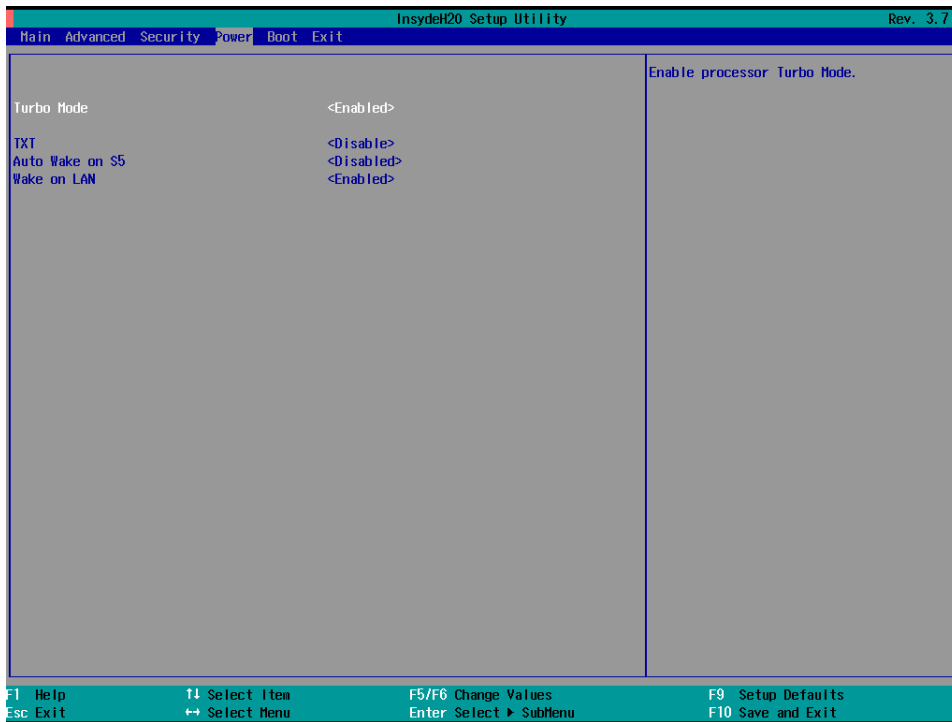 InsydeH20 Setup Utility Rev. 3.7
Main Advanced Security Power Boot Exit
Enable processor Turbo Mode.
Turbo Mode <Enabled>
TXT <Disable>
Auto Wake on S5 <Disabled>
Wake on LAN <Enabled>
F1 Help ↑↓ Select Item F5/F6 Change Values F9 Setup Defaults
Esc Exit ↔ Select Menu Enter Select ▶ SubMenu F10 Save and Exit